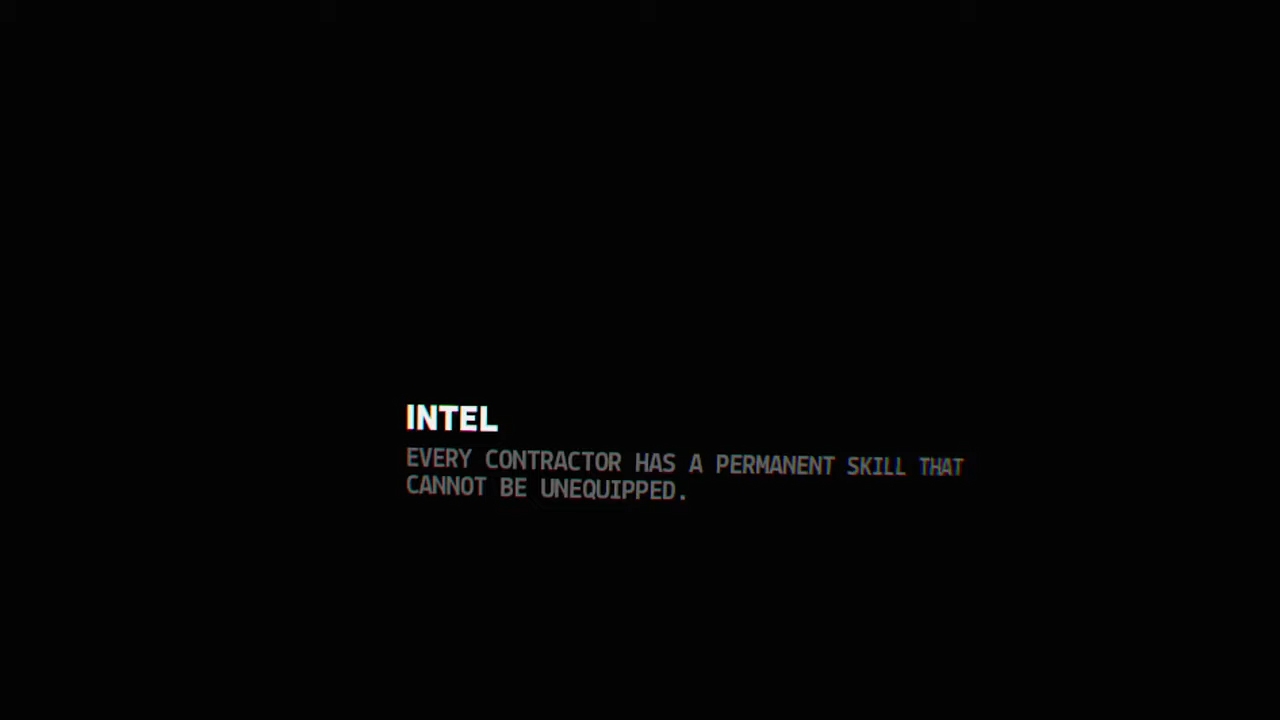 INTEL
EVERY CONTRACTOR HAS A PERMANENT SKILL THAT
CANNOT BE UNEQUIPPED.